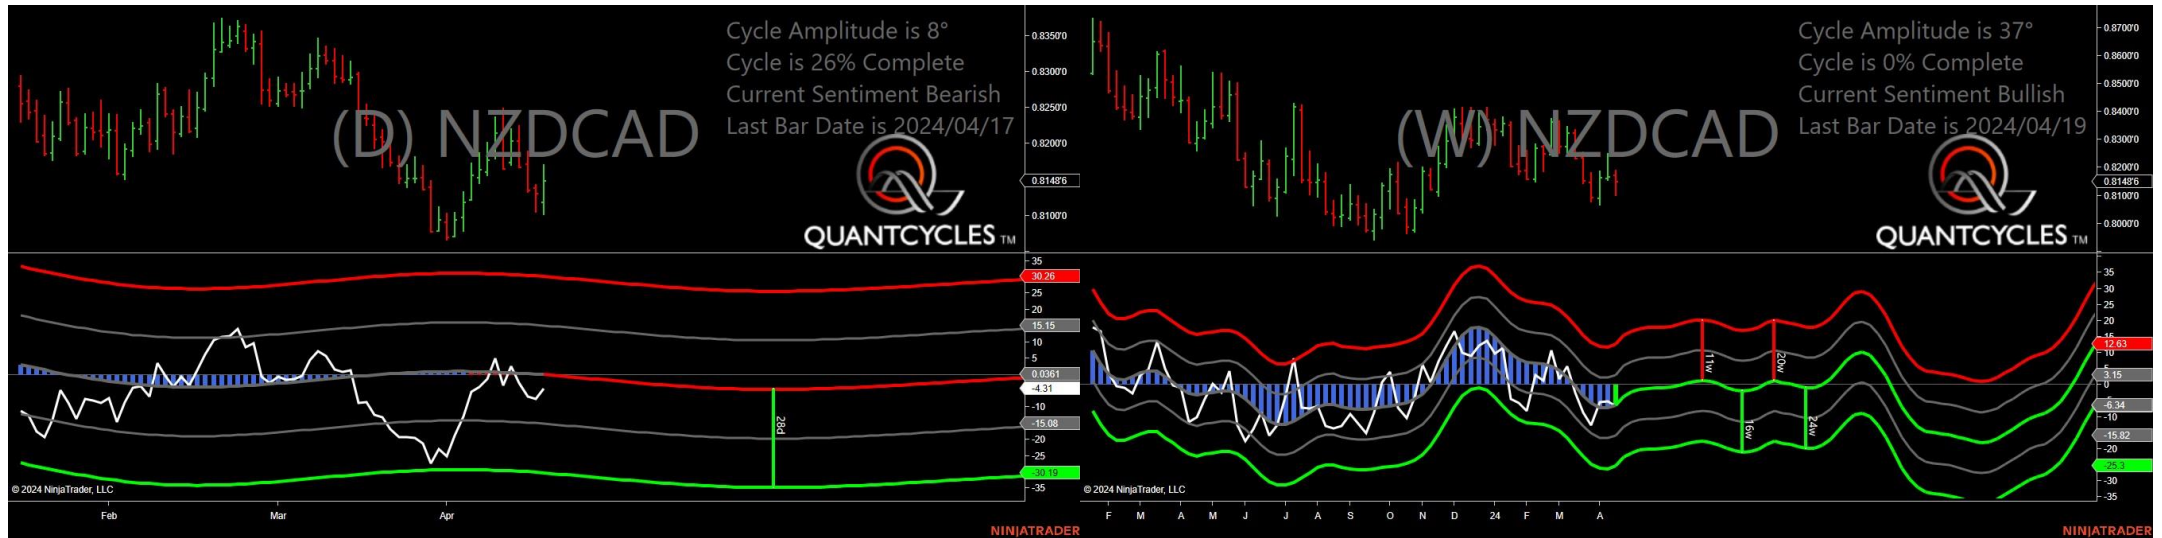 Cycle Amplitude is 8°
Cycle is 26% Complete
Current Sentiment Bearish
Last Bar Date is 2024/04/17
(D) NZDCAD
QUANTCYCLES TM
0.8350'0
0.8300'0
0.8250'0
0.8200'0
0.8148'6
0.8100'0
35
30.26
25
20
15.15
10
5
0.0361
-4.31
-10
-15.08
-20
-25
-30.19
-35
28d
© 2024 NinjaTrader, LLC
Feb Mar Apr
NINJATRADER
Cycle Amplitude is 37°
Cycle is 0% Complete
Current Sentiment Bullish
Last Bar Date is 2024/04/19
(W) NZDCAD
QUANTCYCLES TM
0.8700'0
0.8600'0
0.8500'0
0.8400'0
0.8300'0
0.8200'0
0.8148'6
0.8100'0
0.8000'0
35
30
25
20
15
12.63
10
5
3.15
0
-6.34
-10
-15.82
-20
-25.3
-30
-35
11w
20w
16w
24w
© 2024 NinjaTrader, LLC
F M A M J J A S O N D 24 F M A
NINJATRADER